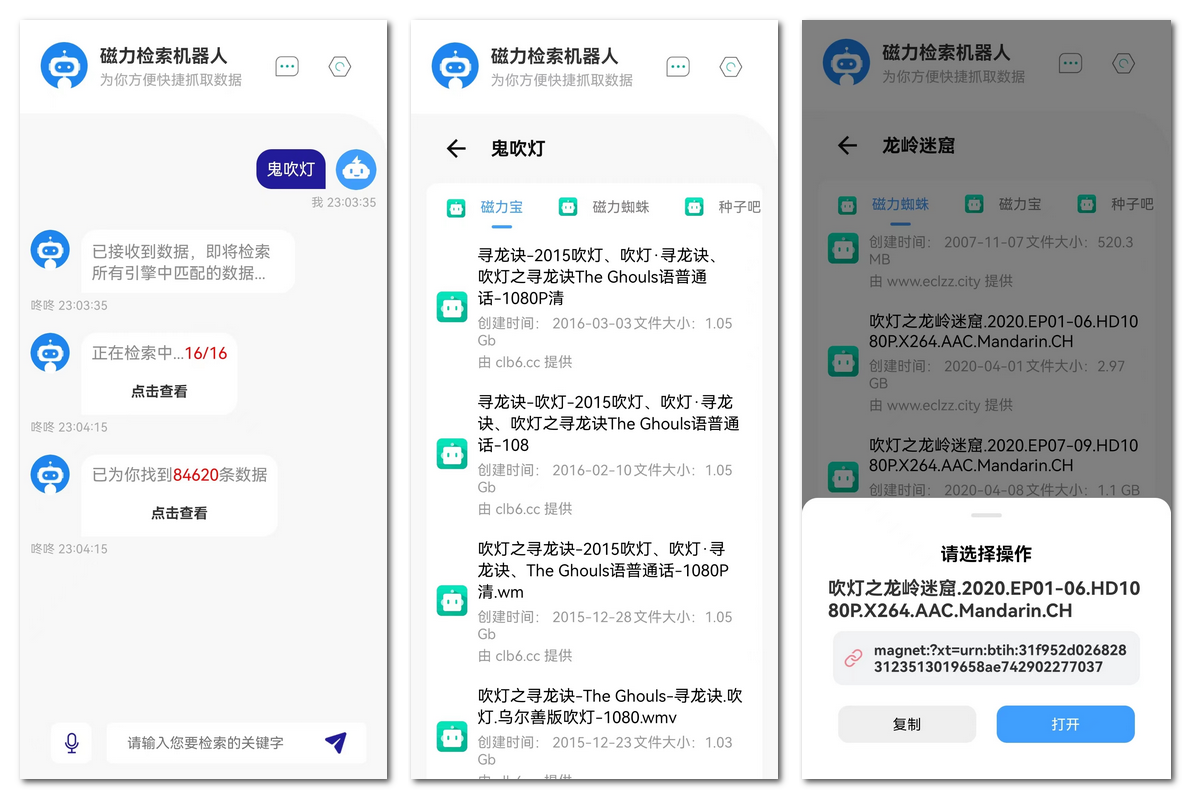 磁力检索机器人
为你方便快捷抓取数据
鬼吹灯
我 23:03:35
已接收到数据，即将检索
所有引擎中匹配的数据...
咚咚 23:03:35
正在检索中...16/16
点击查看
咚咚 23:04:15
已为你找到84620条数据
点击查看
咚咚 23:04:15
请输入您要检索的关键字
磁力检索机器人
为你方便快捷抓取数据
鬼吹灯
磁力宝 磁力蜘蛛 种子吧
寻龙诀-2015吹灯、吹灯·寻龙诀、
吹灯之寻龙诀The Ghouls语普通
话-1080P清
创建时间： 2016-03-03文件大小：1.05
Gb
由 clb6.cc 提供
寻龙诀-吹灯-2015吹灯、吹灯·寻龙
诀、吹灯之寻龙诀The Ghouls语普通
话-108
创建时间： 2016-02-10文件大小：1.05
Gb
由 clb6.cc 提供
吹灯之寻龙诀-2015吹灯、吹灯·寻
龙诀、The Ghouls语普通话-1080P
清.wm
创建时间： 2015-12-28文件大小：1.05
Gb
由 clb6.cc 提供
吹灯之寻龙诀-The Ghouls-寻龙诀.吹
灯.乌尔善版吹灯-1080.wmv
创建时间： 2015-12-23文件大小：1.03
Gb
磁力检索机器人
为你方便快捷抓取数据
龙岭迷窟
磁力蜘蛛 磁力宝 种子吧
创建时间： 2007-11-07文件大小：520.3
MB
由 www.eclzz.city 提供
吹灯之龙岭迷窟.2020.EP01-06.HD10
80P.X264.AAC.Mandarin.CH
创建时间： 2020-04-01文件大小：2.97
GB
由 www.eclzz.city 提供
吹灯之龙岭迷窟.2020.EP07-09.HD10
80P.X264.AAC.Mandarin.CH
创建时间： 2020-04-08文件大小：1.1 GB
请选择操作
吹灯之龙岭迷窟.2020.EP01-06.HD1
80P.X264.AAC.Mandarin.CH
magnet:?xt=urn:btih:31f952d026828
3123513019658ae742902277037
复制 打开